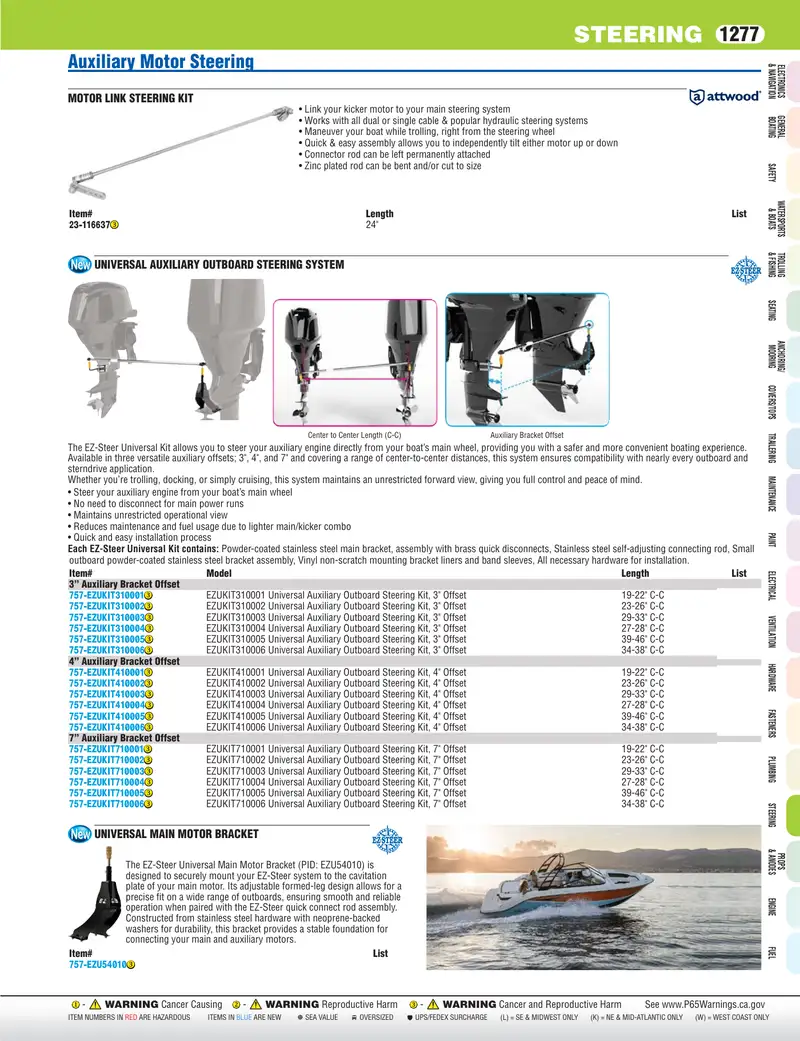 STEERING 1277
Auxiliary Motor Steering
MOTOR LINK STEERING KIT
attwood®
• Link your kicker motor to your main steering system
• Works with all dual or single cable & popular hydraulic steering systems
• Maneuver your boat while trolling, right from the steering wheel
• Quick & easy assembly allows you to independently tilt either motor up or down
• Connector rod can be left permanently attached
• Zinc plated rod can be bent and/or cut to size
Item# Length List
23-116637 3 24"
New UNIVERSAL AUXILIARY OUTBOARD STEERING SYSTEM
EZ STEER
Center to Center Length (C-C) Auxiliary Bracket Offset
The EZ-Steer Universal Kit allows you to steer your auxiliary engine directly from your boat's main wheel, providing you with a safer and more convenient boating experience.
Available in three versatile auxiliary offsets; 3", 4", and 7" and covering a range of center-to-center distances, this system ensures compatibility with nearly every outboard and
sterndrive application.
Whether you're trolling, docking, or simply cruising, this system maintains an unrestricted forward view, giving you full control and peace of mind.
• Steer your auxiliary engine from your boat's main wheel
• No need to disconnect for main power runs
• Maintains unrestricted operational view
• Reduces maintenance and fuel usage due to lighter main/kicker combo
• Quick and easy installation process
Each EZ-Steer Universal Kit contains: Powder-coated stainless steel main bracket, assembly with brass quick disconnects, Stainless steel self-adjusting connecting rod, Small
outboard powder-coated stainless steel bracket assembly, Vinyl non-scratch mounting bracket liners and band sleeves, All necessary hardware for installation.
Item# Model Length List
3" Auxiliary Bracket Offset
757-EZUKIT310001 3 EZUKIT310001 Universal Auxiliary Outboard Steering Kit, 3" Offset 19-22" C-C
757-EZUKIT310002 3 EZUKIT310002 Universal Auxiliary Outboard Steering Kit, 3" Offset 23-26" C-C
757-EZUKIT310003 3 EZUKIT310003 Universal Auxiliary Outboard Steering Kit, 3" Offset 29-33" C-C
757-EZUKIT310004 3 EZUKIT310004 Universal Auxiliary Outboard Steering Kit, 3" Offset 27-28" C-C
757-EZUKIT310005 3 EZUKIT310005 Universal Auxiliary Outboard Steering Kit, 3" Offset 39-46" C-C
757-EZUKIT310006 3 EZUKIT310006 Universal Auxiliary Outboard Steering Kit, 3" Offset 34-38" C-C
4" Auxiliary Bracket Offset
757-EZUKIT410001 3 EZUKIT410001 Universal Auxiliary Outboard Steering Kit, 4" Offset 19-22" C-C
757-EZUKIT410002 3 EZUKIT410002 Universal Auxiliary Outboard Steering Kit, 4" Offset 23-26" C-C
757-EZUKIT410003 3 EZUKIT410003 Universal Auxiliary Outboard Steering Kit, 4" Offset 29-33" C-C
757-EZUKIT410004 3 EZUKIT410004 Universal Auxiliary Outboard Steering Kit, 4" Offset 27-28" C-C
757-EZUKIT410005 3 EZUKIT410005 Universal Auxiliary Outboard Steering Kit, 4" Offset 39-46" C-C
757-EZUKIT410006 3 EZUKIT410006 Universal Auxiliary Outboard Steering Kit, 4" Offset 34-38" C-C
7" Auxiliary Bracket Offset
757-EZUKIT710001 3 EZUKIT710001 Universal Auxiliary Outboard Steering Kit, 7" Offset 19-22" C-C
757-EZUKIT710002 3 EZUKIT710002 Universal Auxiliary Outboard Steering Kit, 7" Offset 23-26" C-C
757-EZUKIT710003 3 EZUKIT710003 Universal Auxiliary Outboard Steering Kit, 7" Offset 29-33" C-C
757-EZUKIT710004 3 EZUKIT710004 Universal Auxiliary Outboard Steering Kit, 7" Offset 27-28" C-C
757-EZUKIT710005 3 EZUKIT710005 Universal Auxiliary Outboard Steering Kit, 7" Offset 39-46" C-C
757-EZUKIT710006 3 EZUKIT710006 Universal Auxiliary Outboard Steering Kit, 7" Offset 34-38" C-C
New UNIVERSAL MAIN MOTOR BRACKET
EZ STEER
The EZ-Steer Universal Main Motor Bracket (PID: EZU54010) is
designed to securely mount your EZ-Steer system to the cavitation
plate of your main motor. Its adjustable formed-leg design allows for a
precise fit on a wide range of outboards, ensuring smooth and reliable
operation when paired with the EZ-Steer quick connect rod assembly.
Constructed from stainless steel hardware with neoprene-backed
washers for durability, this bracket provides a stable foundation for
connecting your main and auxiliary motors.
Item# List
757-EZU54010 3
1 - WARNING Cancer Causing 2 - WARNING Reproductive Harm 3 - WARNING Cancer and Reproductive Harm See www.P65Warnings.ca.gov
ITEM NUMBERS IN RED ARE HAZARDOUS ITEMS IN BLUE ARE NEW SEA VALUE OVERSIZED UPS/FEDEX SURCHARGE (L) = SE & MIDWEST ONLY (K) = NE & MID-ATLANTIC ONLY (W) = WEST COAST ONLY
ELECTRONICS
& NAVIGATION
GENERAL
BOATING
SAFETY
WATERSPORTS
& BOATS
TROLLING
& FISHING
SEATING
ANCHORING/
MOORING
COVERS/TOPS
TRAILERING
MAINTENANCE
PAINT
ELECTRICAL
VENTILATION
HARDWARE
FASTENERS
PLUMBING
STEERING
PROPS
& ANODES
ENGINE
FUEL